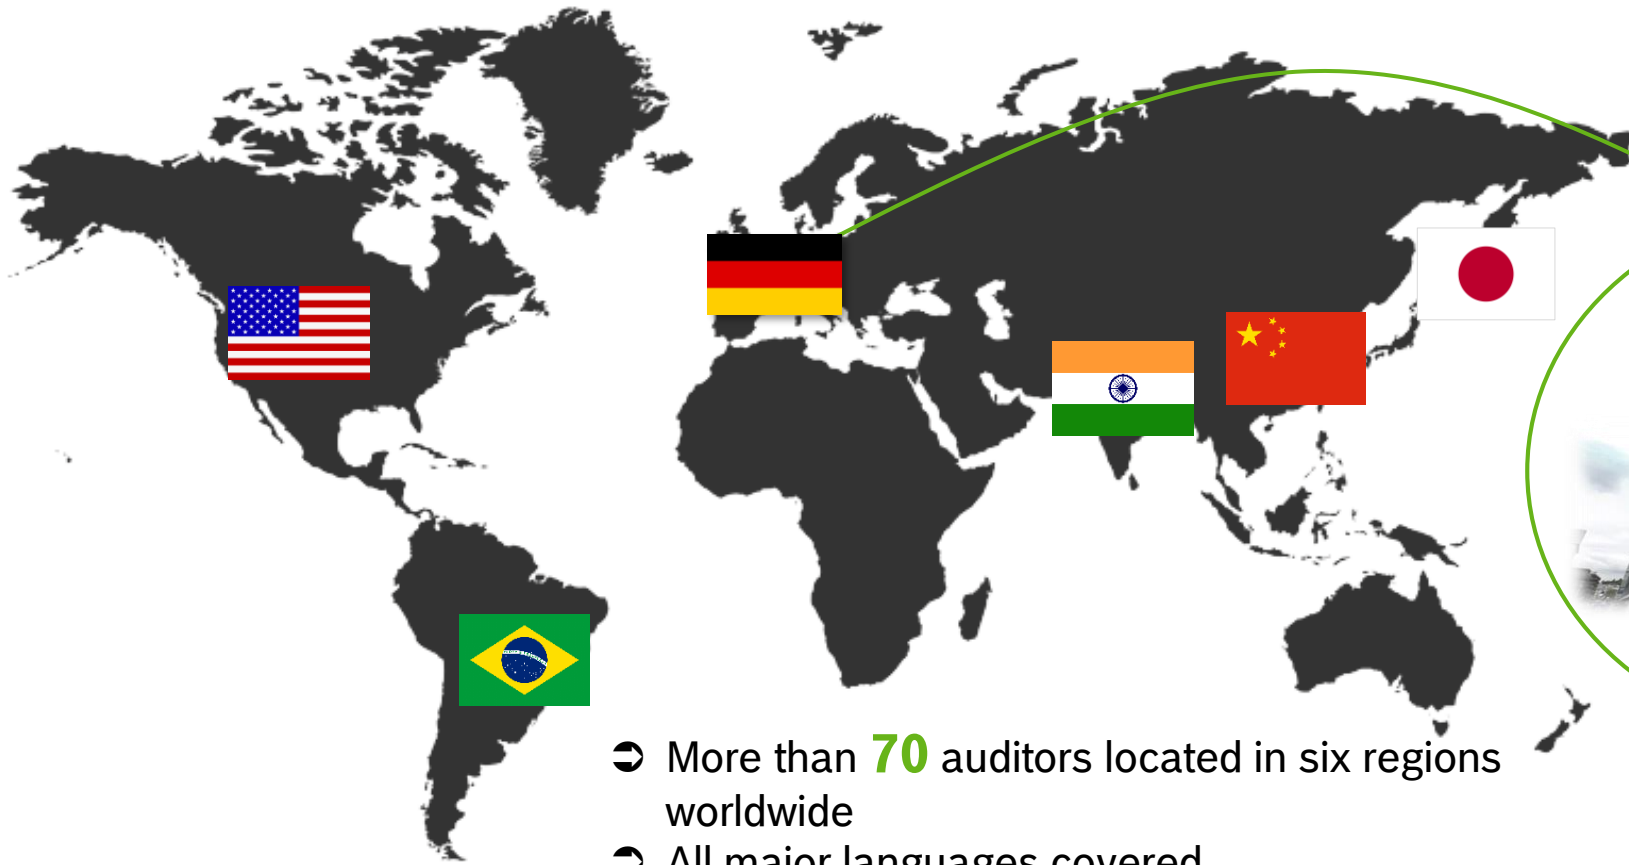 ➲ More than 70 auditors located in six regions
worldwide
➲ All major languages covered